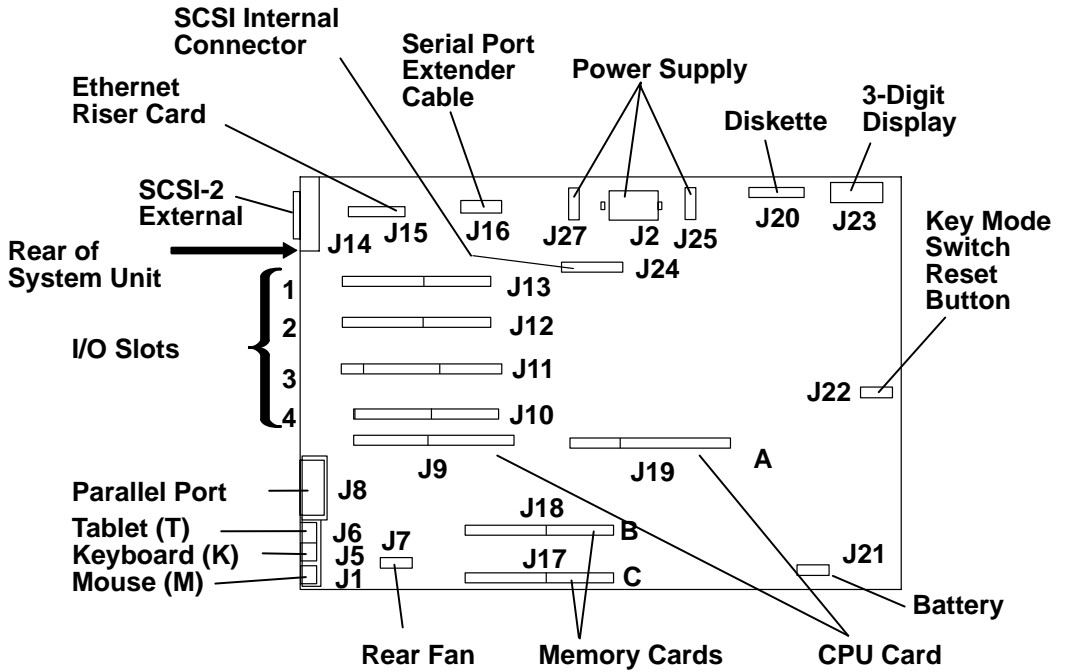 SCSI Internal
Connector
Serial Port
Extender
Cable
Power Supply
Ethernet
Riser Card
3-Digit
Display
Diskette
SCSI-2
External
J14
J15
J16
J27
J2
J25
J20
J23
Key Mode
Switch
Reset
Button
Rear of
System Unit
J24
1
J13
2
J12
I/O Slots
3
J11
J22
4
J10
J9
J19
A
Parallel Port
J8
J18
B
Tablet (T)
J6
Keyboard (K)
J5
J7
Mouse (M)
J1
J17
C
J21
Battery
Rear Fan
Memory Cards
CPU Card